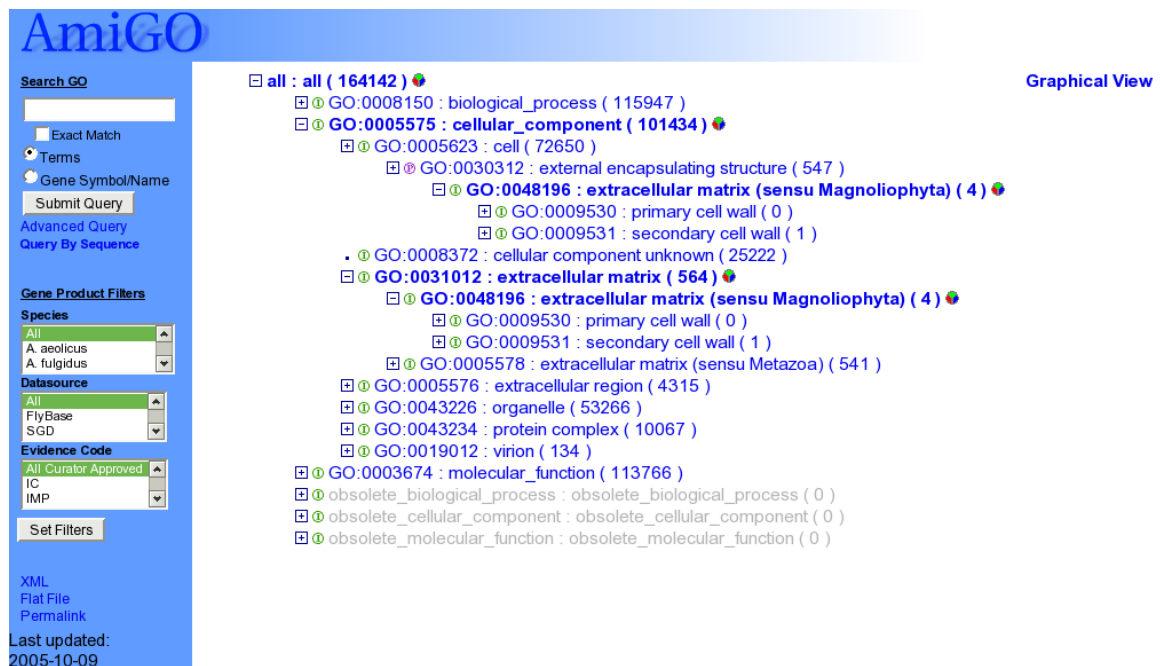 AmiGO
Search GO
Exact Match
Terms
Gene Symbol/Name
Submit Query
Advanced Query
Query By Sequence
Gene Product Filters
Species
All
A. aeolicus
A. fulgidus
Datasource
All
FlyBase
SGD
Evidence Code
All Curator Approved
IC
IMP
Set Filters
XML
Flat File
Permalink
Last updated:
2005-10-09
all : all ( 164142 )
Graphical View
GO:0008150 : biological_process ( 115947 )
GO:0005575 : cellular_component ( 101434 )
GO:0005623 : cell ( 72650 )
GO:0030312 : external encapsulating structure ( 547 )
GO:0048196 : extracellular matrix (sensu Magnoliophyta) ( 4 )
GO:0009530 : primary cell wall ( 0 )
GO:0009531 : secondary cell wall ( 1 )
GO:0008372 : cellular component unknown ( 25222 )
GO:0031012 : extracellular matrix ( 564 )
GO:0048196 : extracellular matrix (sensu Magnoliophyta) ( 4 )
GO:0009530 : primary cell wall ( 0 )
GO:0009531 : secondary cell wall ( 1 )
GO:0005578 : extracellular matrix (sensu Metazoa) ( 541 )
GO:0005576 : extracellular region ( 4315 )
GO:0043226 : organelle ( 53266 )
GO:0043234 : protein complex ( 10067 )
GO:0019012 : virion ( 134 )
GO:0003674 : molecular_function ( 113766 )
obsolete_biological_process : obsolete_biological_process ( 0 )
obsolete_cellular_component : obsolete_cellular_component ( 0 )
obsolete_molecular_function : obsolete_molecular_function ( 0 )